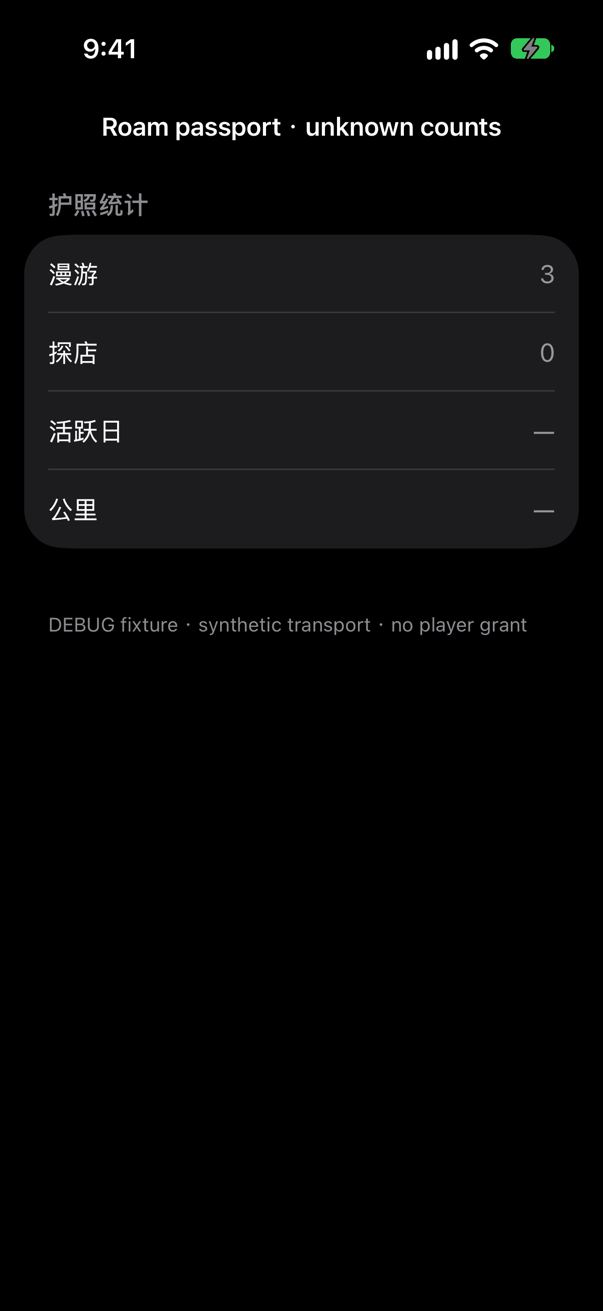 9:41
Roam passport · unknown counts
护照统计
漫游 3
探店 0
活跃日 —
公里 —
DEBUG fixture · synthetic transport · no player grant